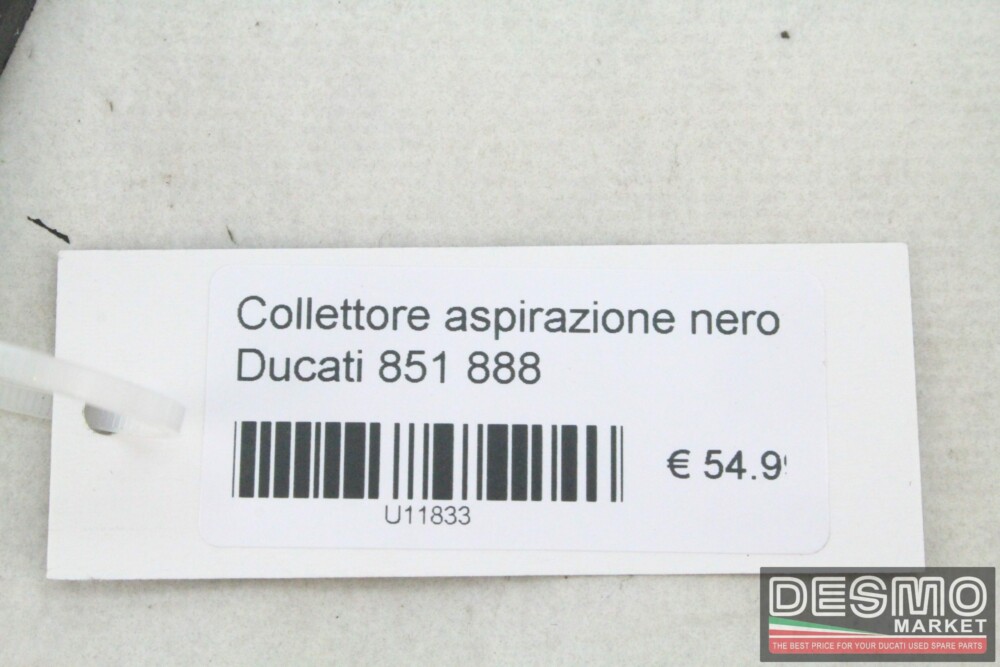 Collettore aspirazione nero
Ducati 851 888
€ 54.9
U11833
DESMO
MARKET
THE BEST PRICE FOR YOUR DUCATI USED SPARE PARTS